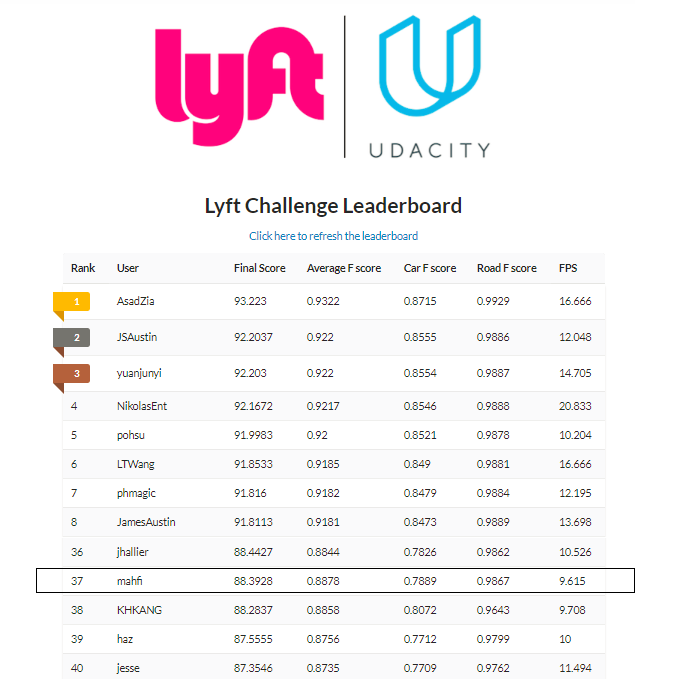 lyft
UDACITY
Lyft Challenge Leaderboard
Click here to refresh the leaderboard
Rank User Final Score Average F score Car F score Road F score FPS
1 AsadZia 93.223 0.9322 0.8715 0.9929 16.666
2 JSAustin 92.2037 0.922 0.8555 0.9886 12.048
3 yuanjunyi 92.203 0.922 0.8554 0.9887 14.705
4 NikolasEnt 92.1672 0.9217 0.8546 0.9888 20.833
5 pohsu 91.9983 0.92 0.8521 0.9878 10.204
6 LTWang 91.8533 0.9185 0.849 0.9881 16.666
7 phmagic 91.816 0.9182 0.8479 0.9884 12.195
8 JamesAustin 91.8113 0.9181 0.8473 0.9889 13.698
36 jhallier 88.4427 0.8844 0.7826 0.9862 10.526
37 mahfi 88.3928 0.8878 0.7889 0.9867 9.615
38 KHKANG 88.2837 0.8858 0.8072 0.9643 9.708
39 haz 87.5555 0.8756 0.7712 0.9799 10
40 jesse 87.3546 0.8735 0.7709 0.9762 11.494